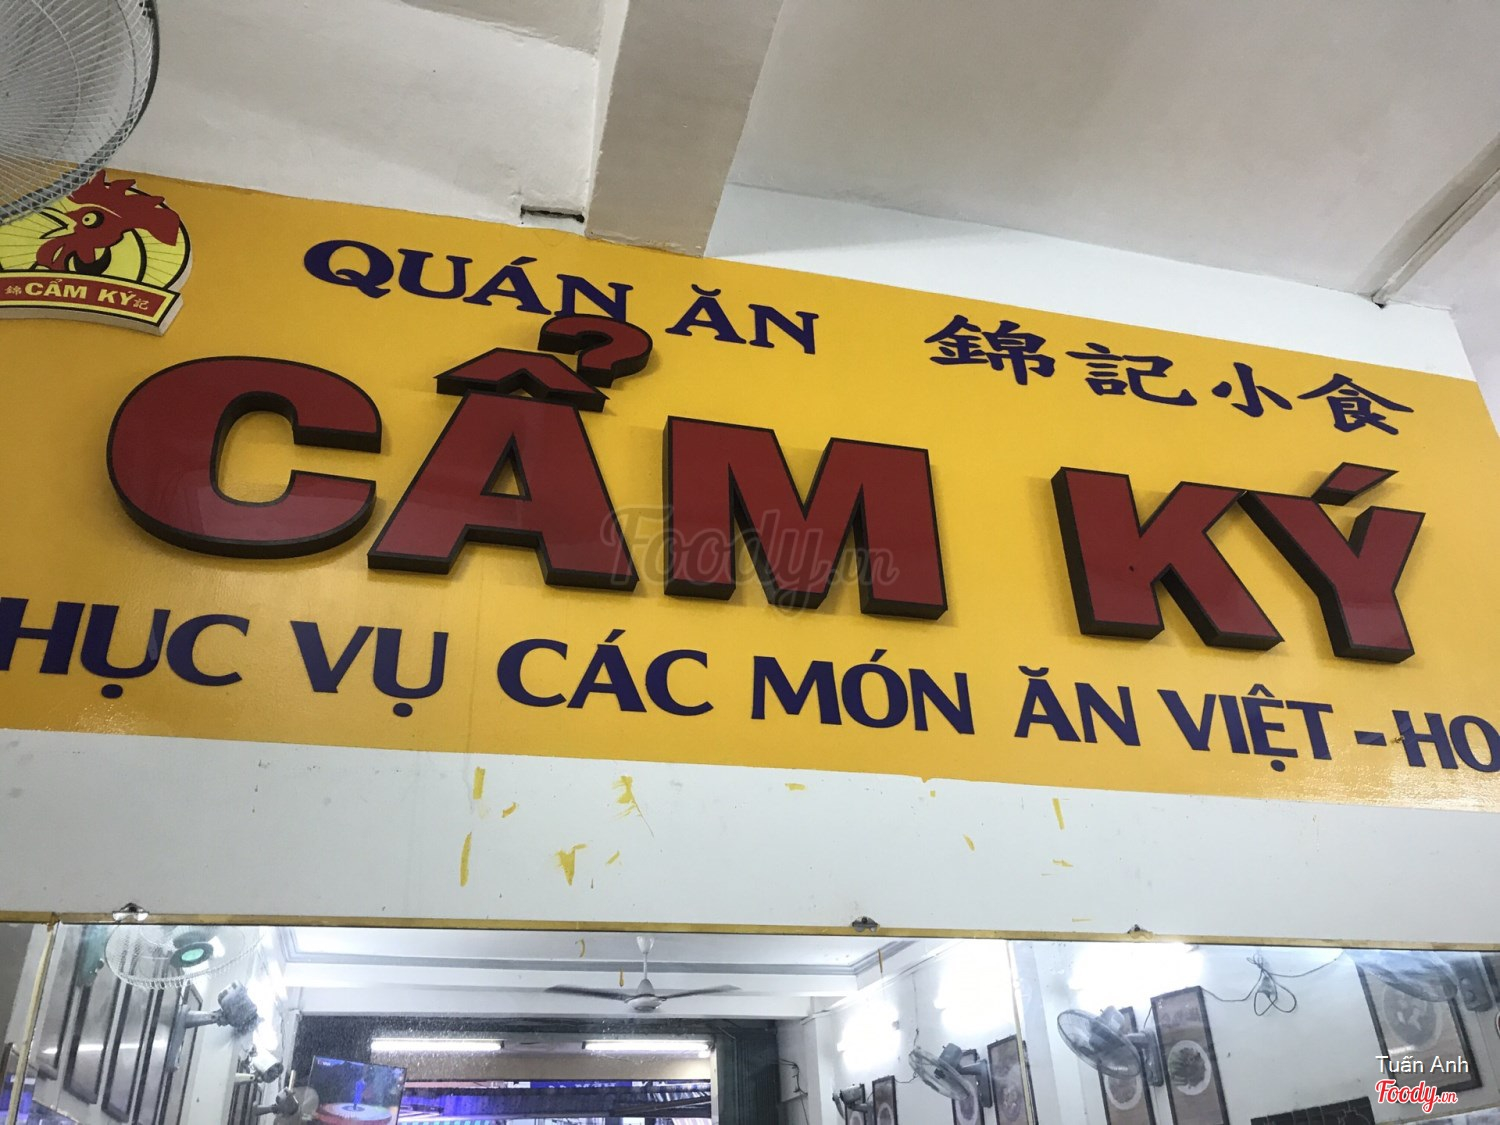 QUÁN ĂN 錦記小食
錦 CẨM KÝ 記
CẨM KÝ
HỤC VỤ CÁC MÓN ĂN VIỆT - HO
Foody.vn
Tuấn Anh
Foody.vn